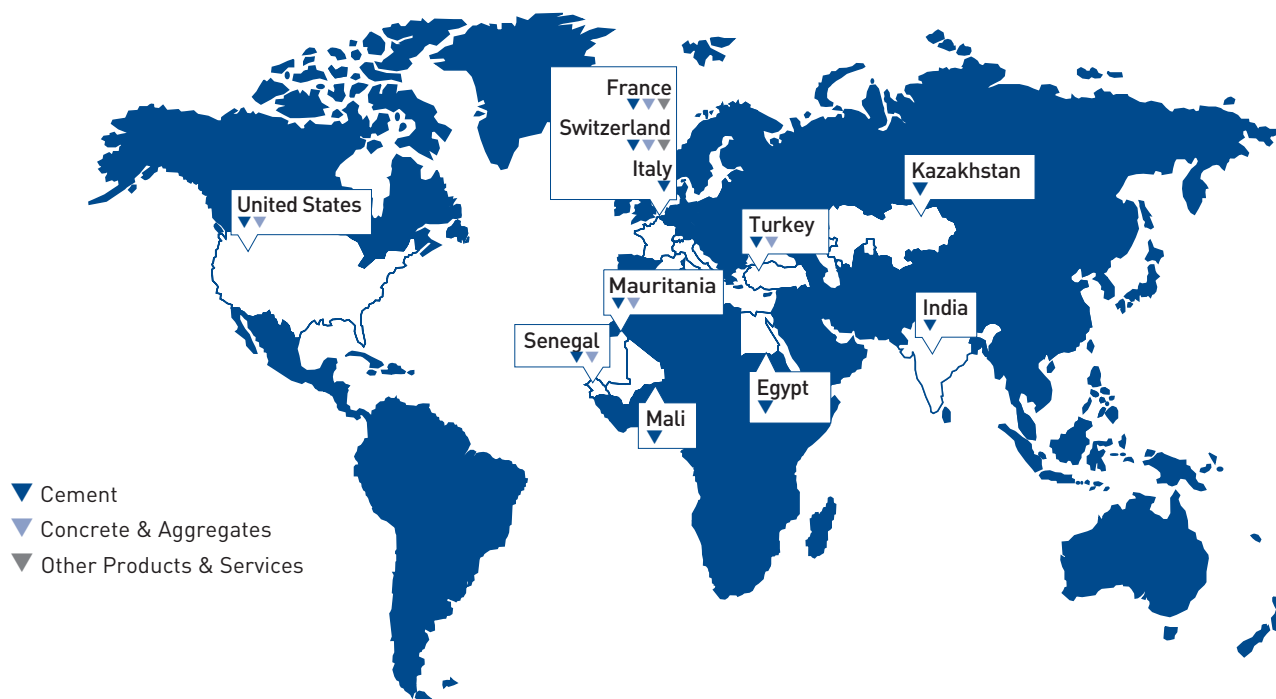 France
Switzerland
Italy
Kazakhstan
United States
Turkey
Mauritania
India
Senegal
Egypt
Mali
Cement
Concrete & Aggregates
Other Products & Services